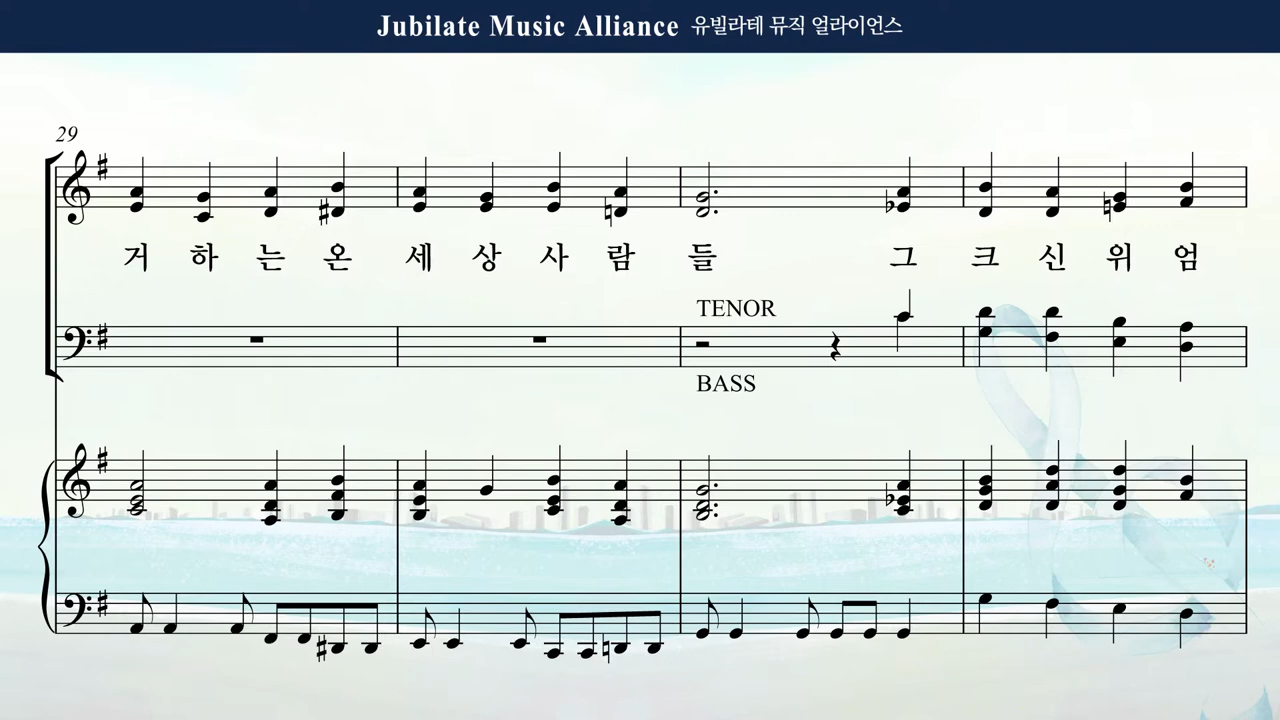 Jubilate Music Alliance 유빌라테 뮤직 얼라이언스
29
거 하 는 온 세 상 사 람 들 그 크 신 위 엄
TENOR
BASS